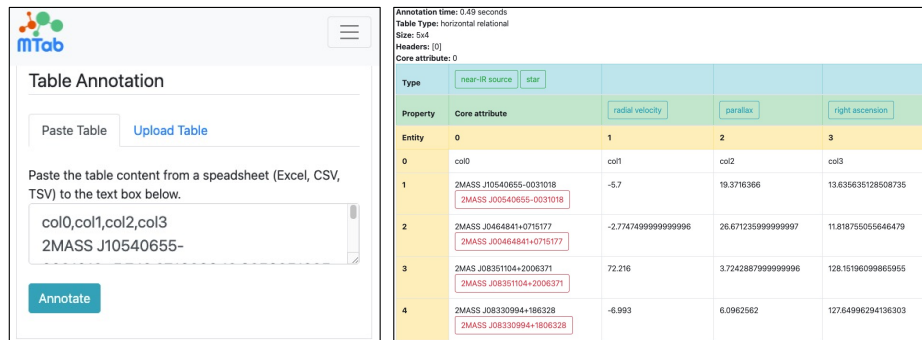 mTab
Table Annotation
Paste Table Upload Table
Paste the table content from a speadsheet (Excel, CSV,
TSV) to the text box below.
col0,col1,col2,col3
2MASS J10540655-
Annotate
Annotation time: 0.49 seconds
Table Type: horizontal relational
Size: 5x4
Headers: [0]
Core attribute: 0
Type near-IR source star
Property Core attribute radial velocity parallax right ascension
Entity 0 1 2 3
0 col0 col1 col2 col3
1 2MASS J10540655-0031018 -5.7 19.3716366 13.635635128508735
2MASS J00540655-0031018
2 2MASS J0464841+0715177 -2.7747499999999996 26.671235999999997 11.818755055646479
2MASS J00464841+0715177
3 2MAS J08351104+2006371 72.216 3.7242887999999996 128.15196099865955
2MASS J08351104+2006371
4 2MASS J08330994+186328 -6.993 6.0962562 127.64996294136303
2MASS J08330994+1806328